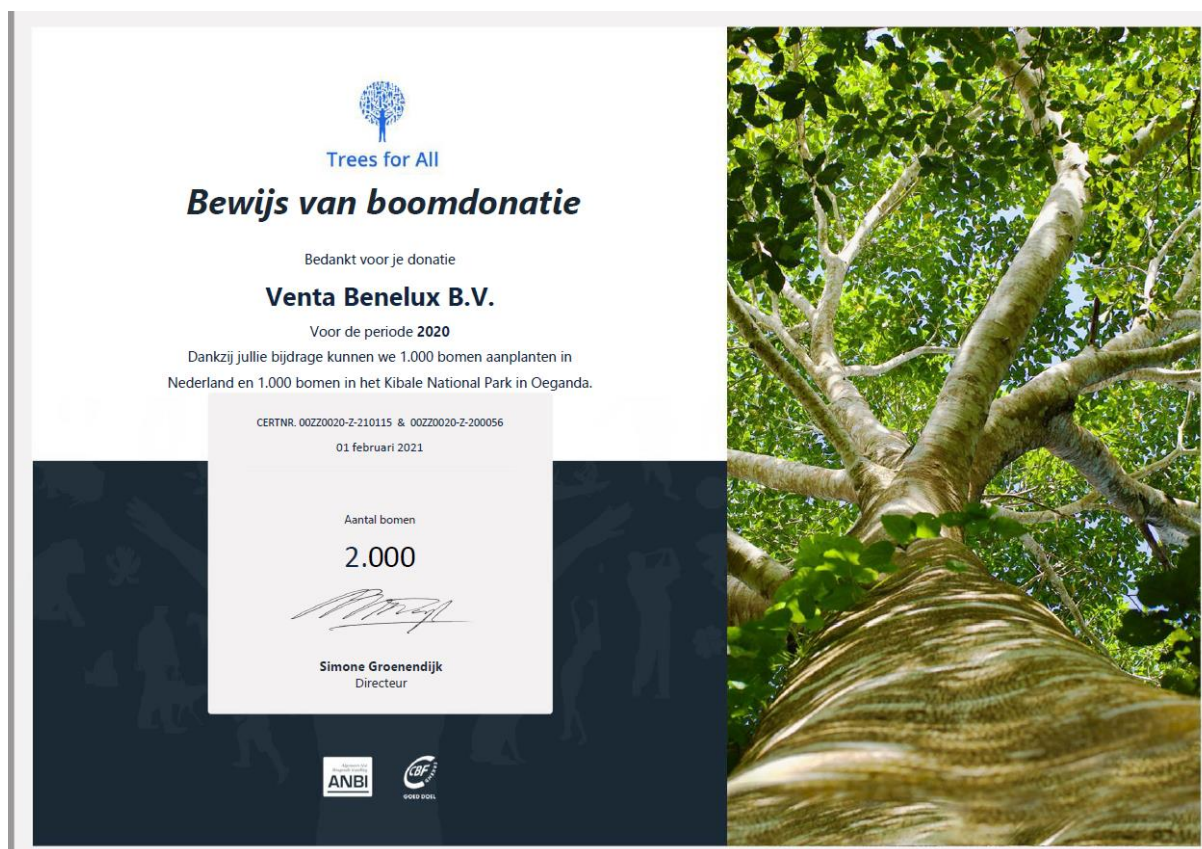 Trees for All
Bewijs van boomdonatie
Bedankt voor je donatie
Venta Benelux B.V.
Voor de periode 2020
Dankzij jullie bijdrage kunnen we 1.000 bomen aanplanten in
Nederland en 1.000 bomen in het Kibale National Park in Oeganda.
CERTNR. 00ZZ0020-Z-210115 & 00ZZ0020-Z-200056
01 februari 2021
Aantal bomen
2.000
Simone Groenendijk
Directeur
ANBI
CBF
GOED DOEL